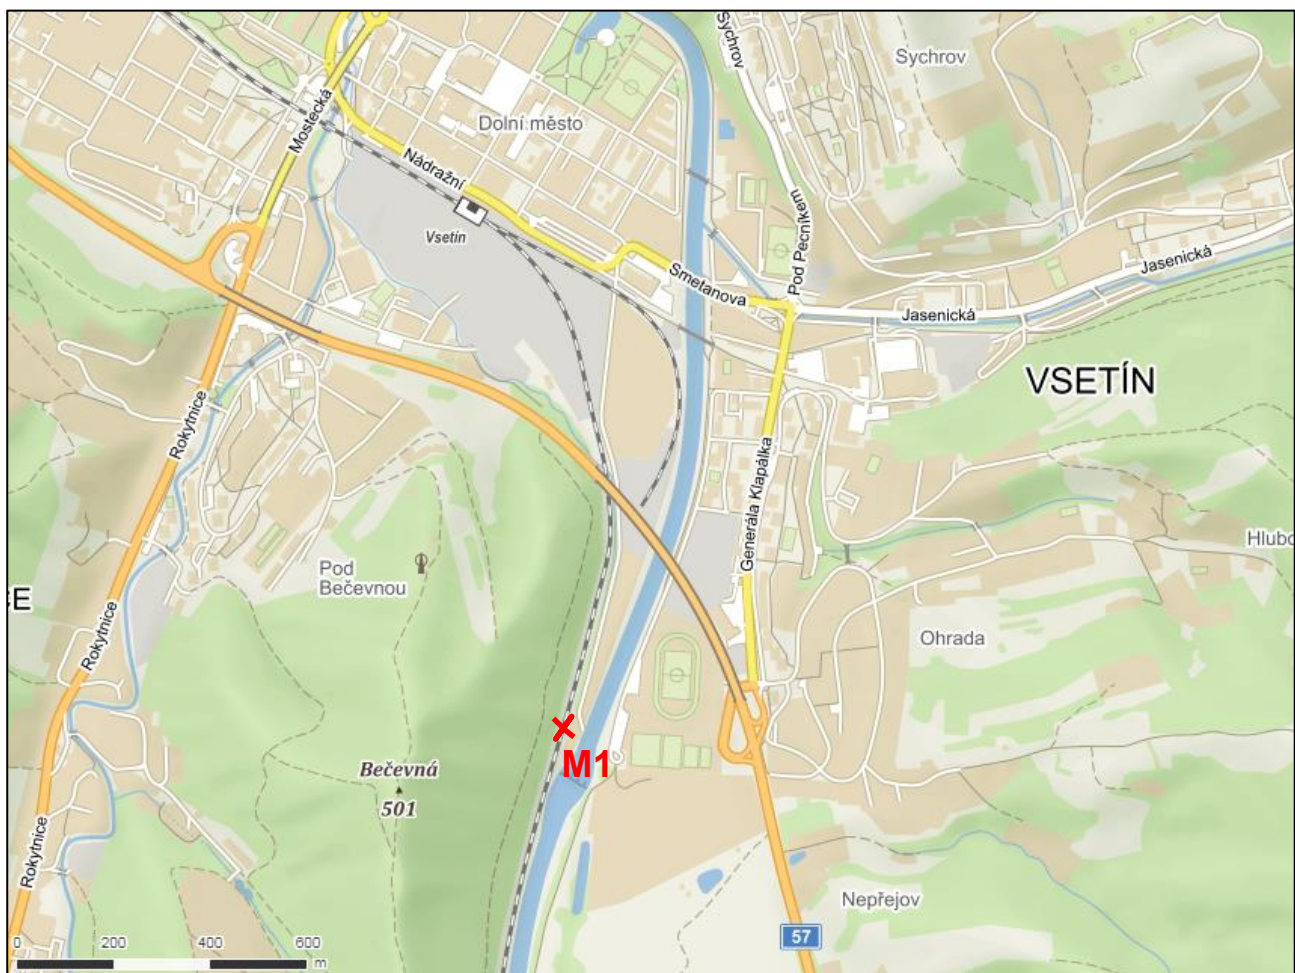 Sychrov
Sychrov
Mostecká
Dolní město
Nádražní
Pod Pecníkem
Vsetín
Jasenická
Smetanova
Jasenická
VSETÍN
Rokytnice
Generála Klapálka
Hlubo
Pod
Bečevnou
E
Rokytnice
Ohrada
M1
Bečevná
501
Rokytnice
Nepřejov
57
0 200 400 600
m